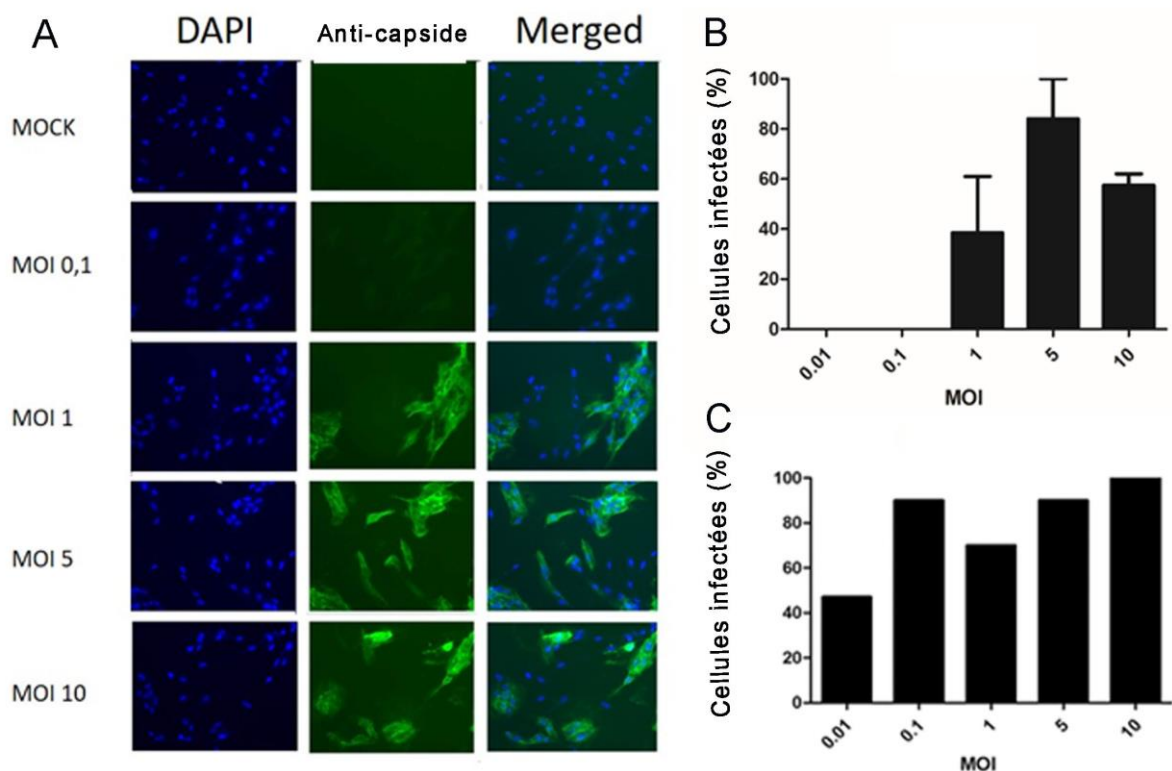 A
DAPI
Anti-capside
Merged
MOCK
MOI 0,1
MOI 1
MOI 5
MOI 10
B
Cellules infectées (%)
100
80
60
40
20
0
0.01
0.1
1
5
10
MOI
C
Cellules infectées (%)
100
80
60
40
20
0
0.01
0.1
1
5
10
MOI